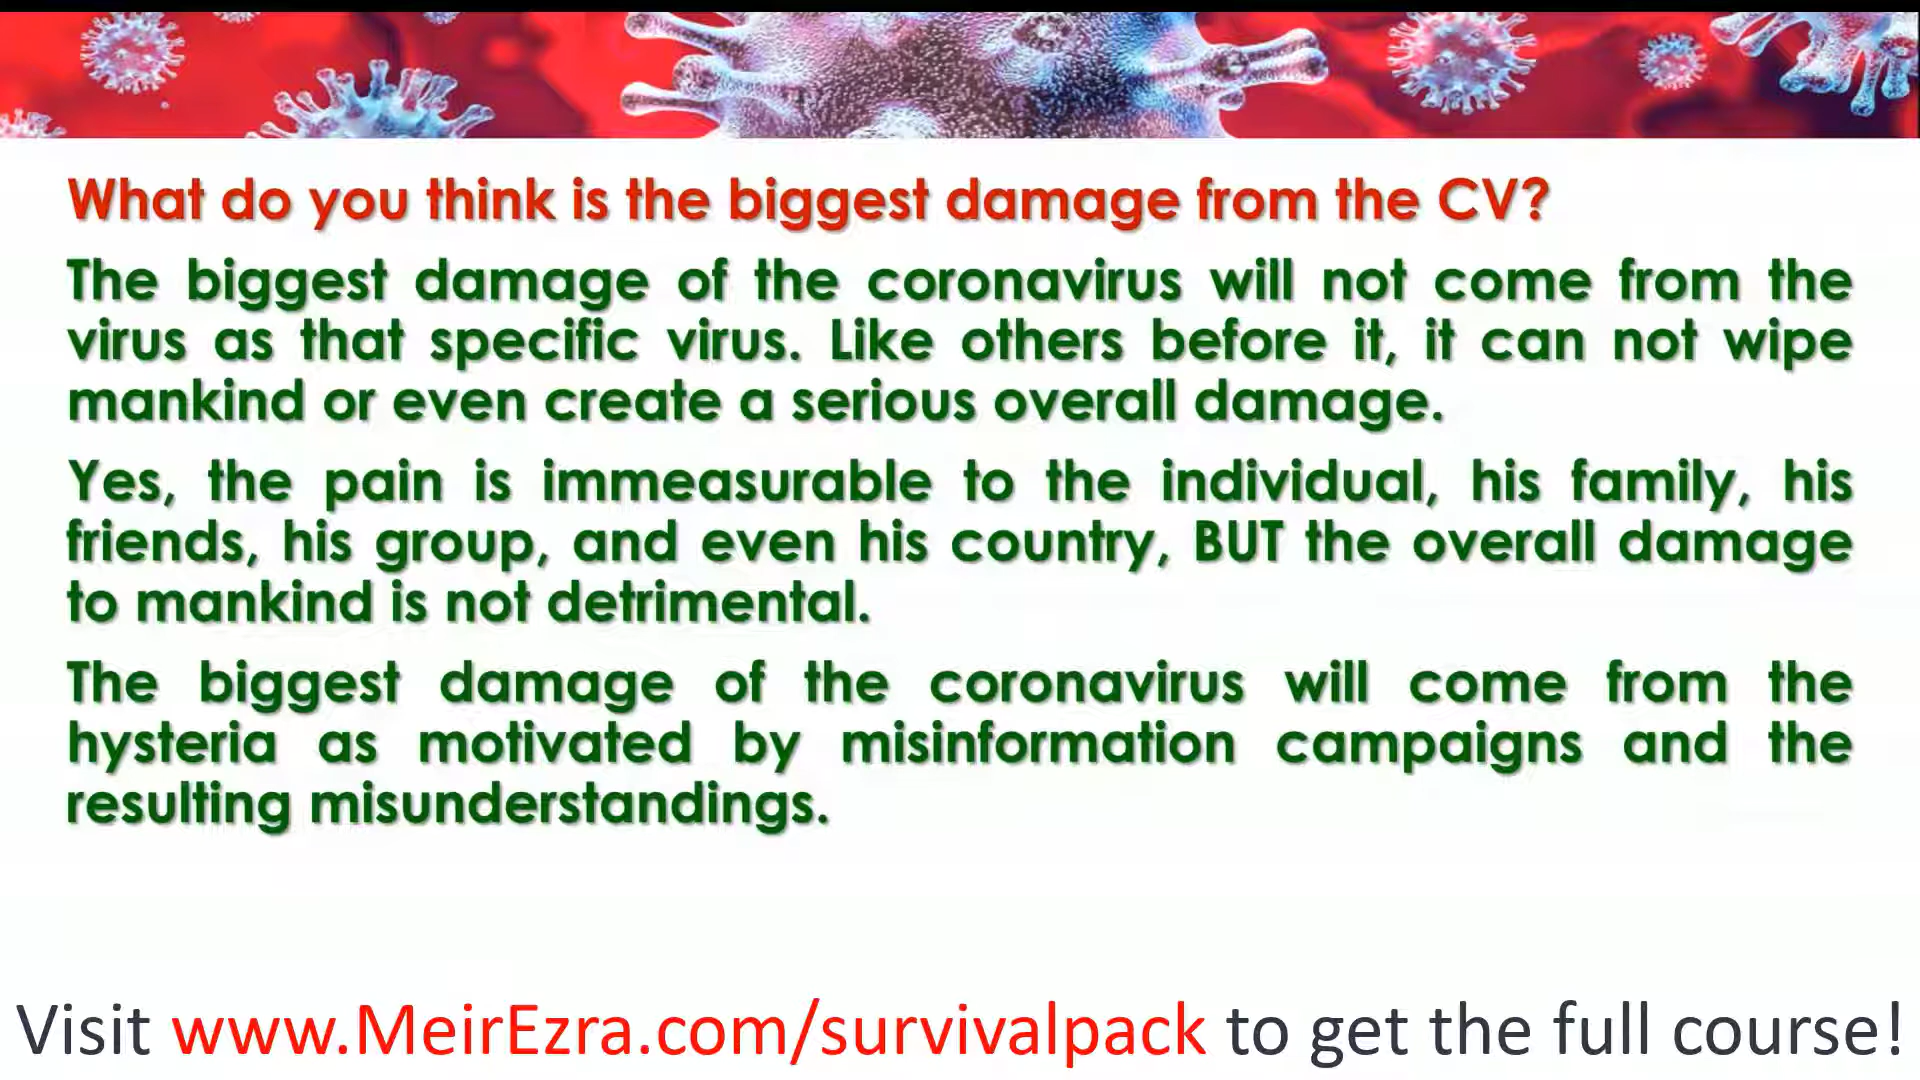 What do you think is the biggest damage from the CV?
The biggest damage of the coronavirus will not come from the
virus as that specific virus. Like others before it, it can not wipe
mankind or even create a serious overall damage.
Yes, the pain is immeasurable to the individual, his family, his
friends, his group, and even his country, BUT the overall damage
to mankind is not detrimental.
The biggest damage of the coronavirus will come from the
hysteria as motivated by misinformation campaigns and the
resulting misunderstandings.
Visit www.MeirEzra.com/survivalpack to get the full course!